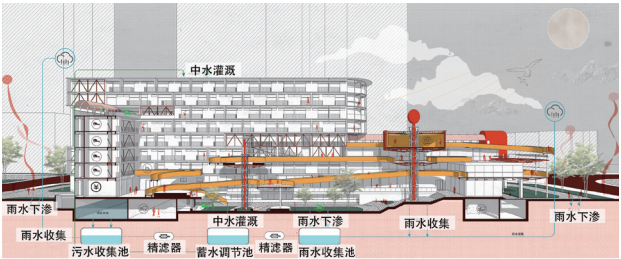 中水灌溉
雨水下渗
中水灌溉
雨水下渗
雨水下渗
雨水收集
雨水收集
污水收集池
精滤器
蓄水调节池
精滤器
雨水收集池
¥